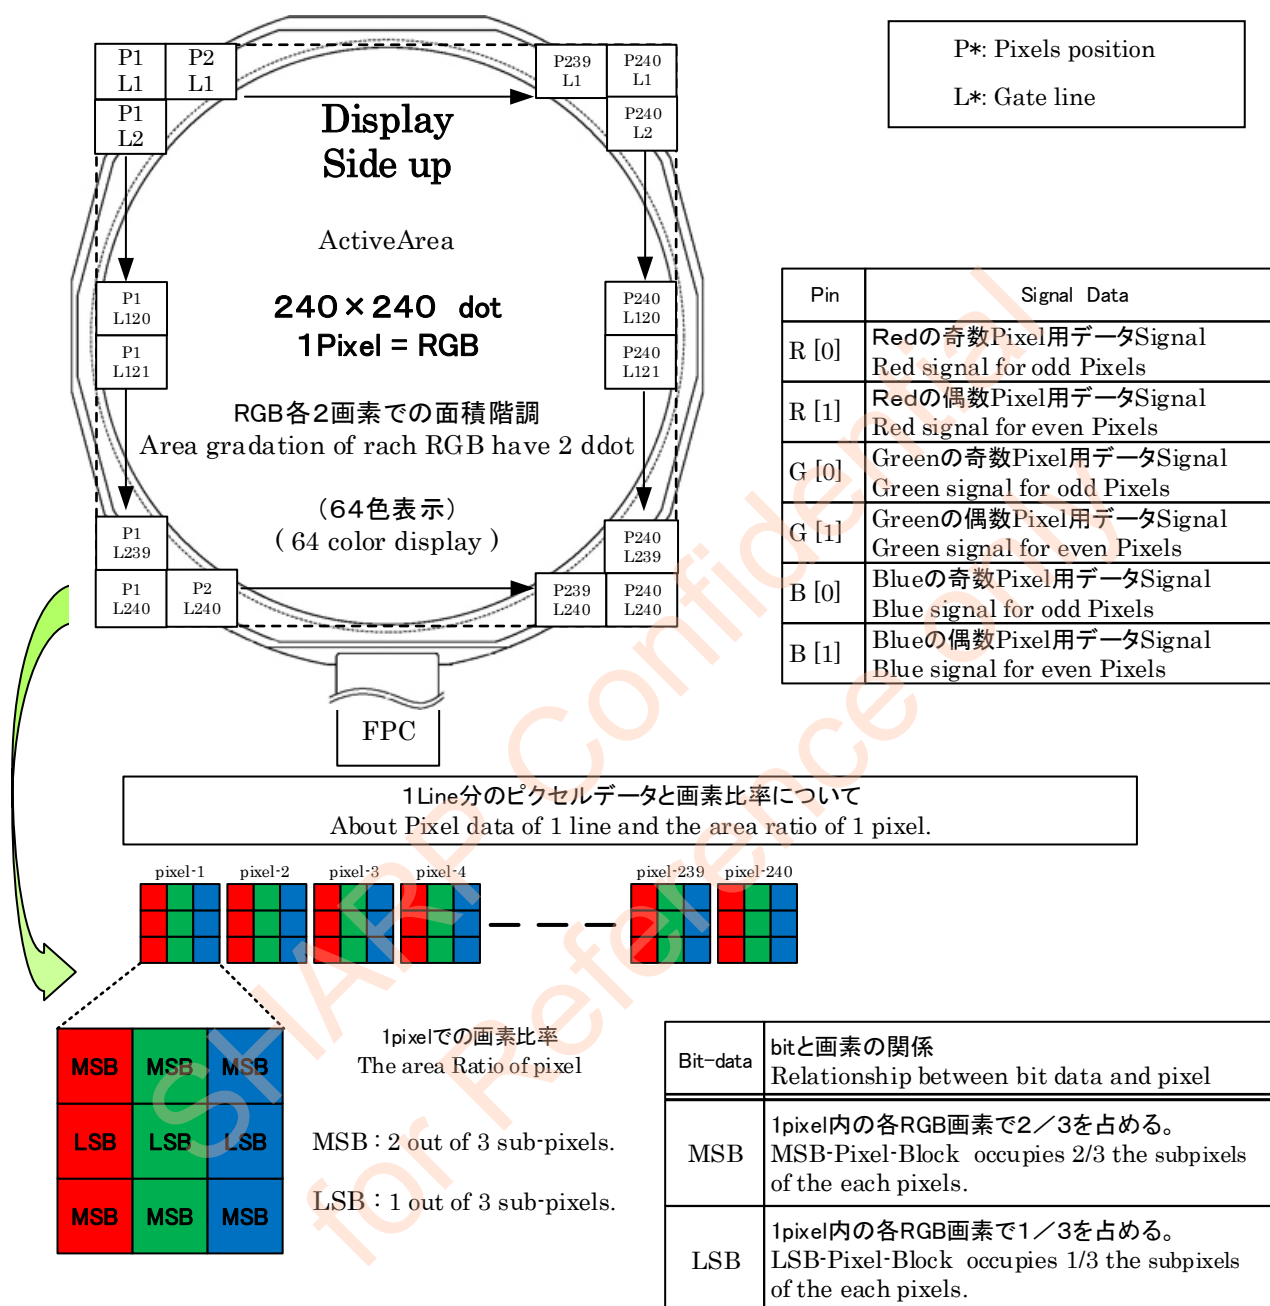 P1 P2
L1 L1
P1
L2
P239 P240
L1 L1
P240
L2
P*: Pixels position
L*: Gate line
Display
Side up
ActiveArea
240×240 dot
1Pixel = RGB
P1
L120
P1
L121
P240
L120
P240
L121
RGB各2画素での面積階調
Area gradation of rach RGB have 2 ddot
(64色表示)
( 64 color display )
P1
L239
P1 P2
L240 L240
P240
L239
P239 P240
L240 L240
FPC
Pin Signal Data
R [0] Redの奇数Pixel用データSignal
Red signal for odd Pixels
R [1] Redの偶数Pixel用データSignal
Red signal for even Pixels
G [0] Greenの奇数Pixel用データSignal
Green signal for odd Pixels
G [1] Greenの偶数Pixel用データSignal
Green signal for even Pixels
B [0] Blueの奇数Pixel用データSignal
Blue signal for odd Pixels
B [1] Blueの偶数Pixel用データSignal
Blue signal for even Pixels
1Line分のピクセルデータと画素比率について
About Pixel data of 1 line and the area ratio of 1 pixel.
pixel-1 pixel-2 pixel-3 pixel-4 pixel-239 pixel-240
MSB MSB MSB
LSB LSB LSB
MSB MSB MSB
1pixelでの画素比率
The area Ratio of pixel
MSB : 2 out of 3 sub-pixels.
LSB : 1 out of 3 sub-pixels.
Bit-data bitと画素の関係
Relationship between bit data and pixel
MSB 1pixel内の各RGB画素で2/3を占める。
MSB-Pixel-Block occupies 2/3 the subpixels
of the each pixels.
LSB 1pixel内の各RGB画素で1/3を占める。
LSB-Pixel-Block occupies 1/3 the subpixels
of the each pixels.
SHARP Confidential
for Reference only